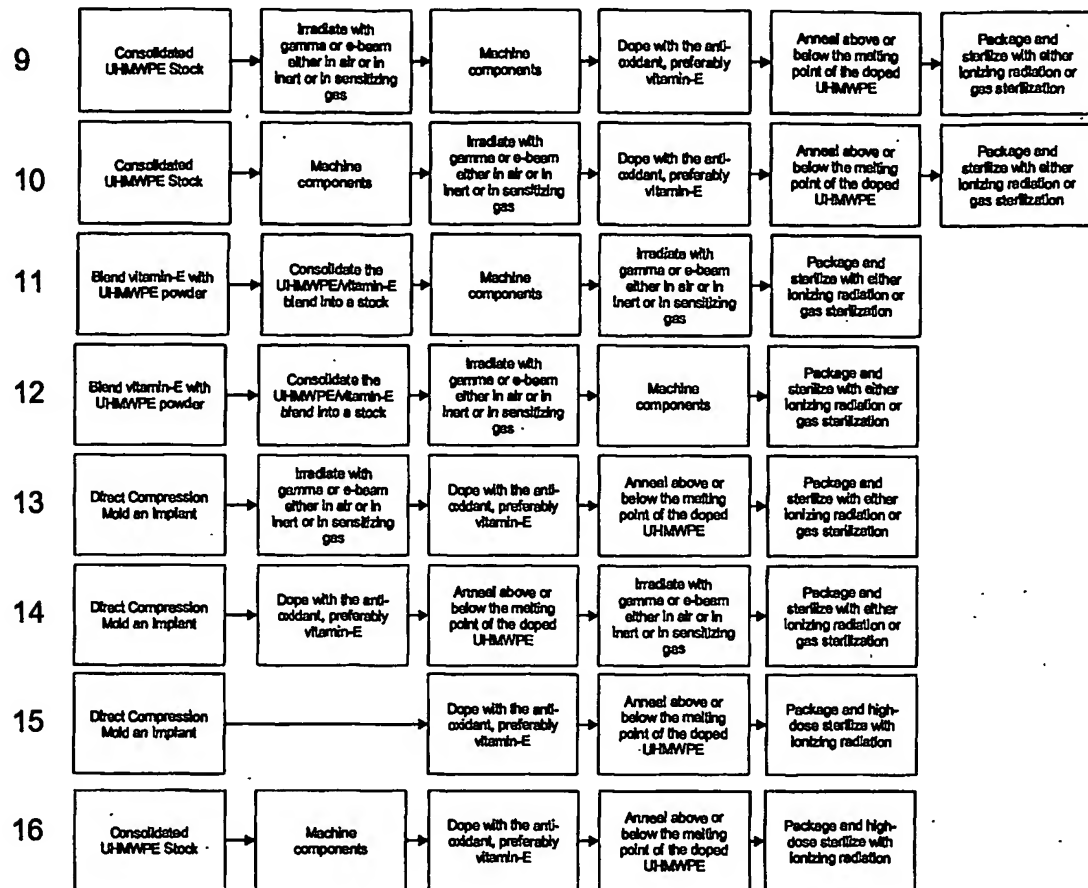 9
Consolidated
UHMWPE Stock
Irradiate with
gamma or e-beam
either in air or in
inert or in sensitizing
gas
Machine
components
Dope with the anti-
oxidant, preferably
vitamin-E
Anneal above or
below the melting
point of the doped
UHMWPE
Package and
sterilize with either
ionizing radiation or
gas sterilization
10
Consolidated
UHMWPE Stock
Machine
components
Irradiate with
gamma or e-beam
either in air or in
inert or in sensitizing
gas
Dope with the anti-
oxidant, preferably
vitamin-E
Anneal above or
below the melting
point of the doped
UHMWPE
Package and
sterilize with either
ionizing radiation or
gas sterilization
11
Blend vitamin-E with
UHMWPE powder
Consolidate the
UHMWPE/vitamin-E
blend into a stock
Machine
components
Irradiate with
gamma or e-beam
either in air or in
inert or in sensitizing
gas
Package and
sterilize with either
ionizing radiation or
gas sterilization
12
Blend vitamin-E with
UHMWPE powder
Consolidate the
UHMWPE/vitamin-E
blend into a stock
Irradiate with
gamma or e-beam
either in air or in
inert or in sensitizing
gas
Machine
components
Package and
sterilize with either
ionizing radiation or
gas sterilization
13
Direct Compression
Mold an Implant
Irradiate with
gamma or e-beam
either in air or in
inert or in sensitizing
gas
Dope with the anti-
oxidant, preferably
vitamin-E
Anneal above or
below the melting
point of the doped
UHMWPE
Package and
sterilize with either
ionizing radiation or
gas sterilization
14
Direct Compression
Mold an Implant
Dope with the anti-
oxidant, preferably
vitamin-E
Anneal above or
below the melting
point of the doped
UHMWPE
Irradiate with
gamma or e-beam
either in air or in
inert or in sensitizing
gas
Package and
sterilize with either
ionizing radiation or
gas sterilization
15
Direct Compression
Mold an Implant
Dope with the anti-
oxidant, preferably
vitamin-E
Anneal above or
below the melting
point of the doped
UHMWPE
Package and high-
dose sterilize with
ionizing radiation
16
Consolidated
UHMWPE Stock
Machine
components
Dope with the anti-
oxidant, preferably
vitamin-E
Anneal above or
below the melting
point of the doped
UHMWPE
Package and high-
dose sterilize with
ionizing radiation